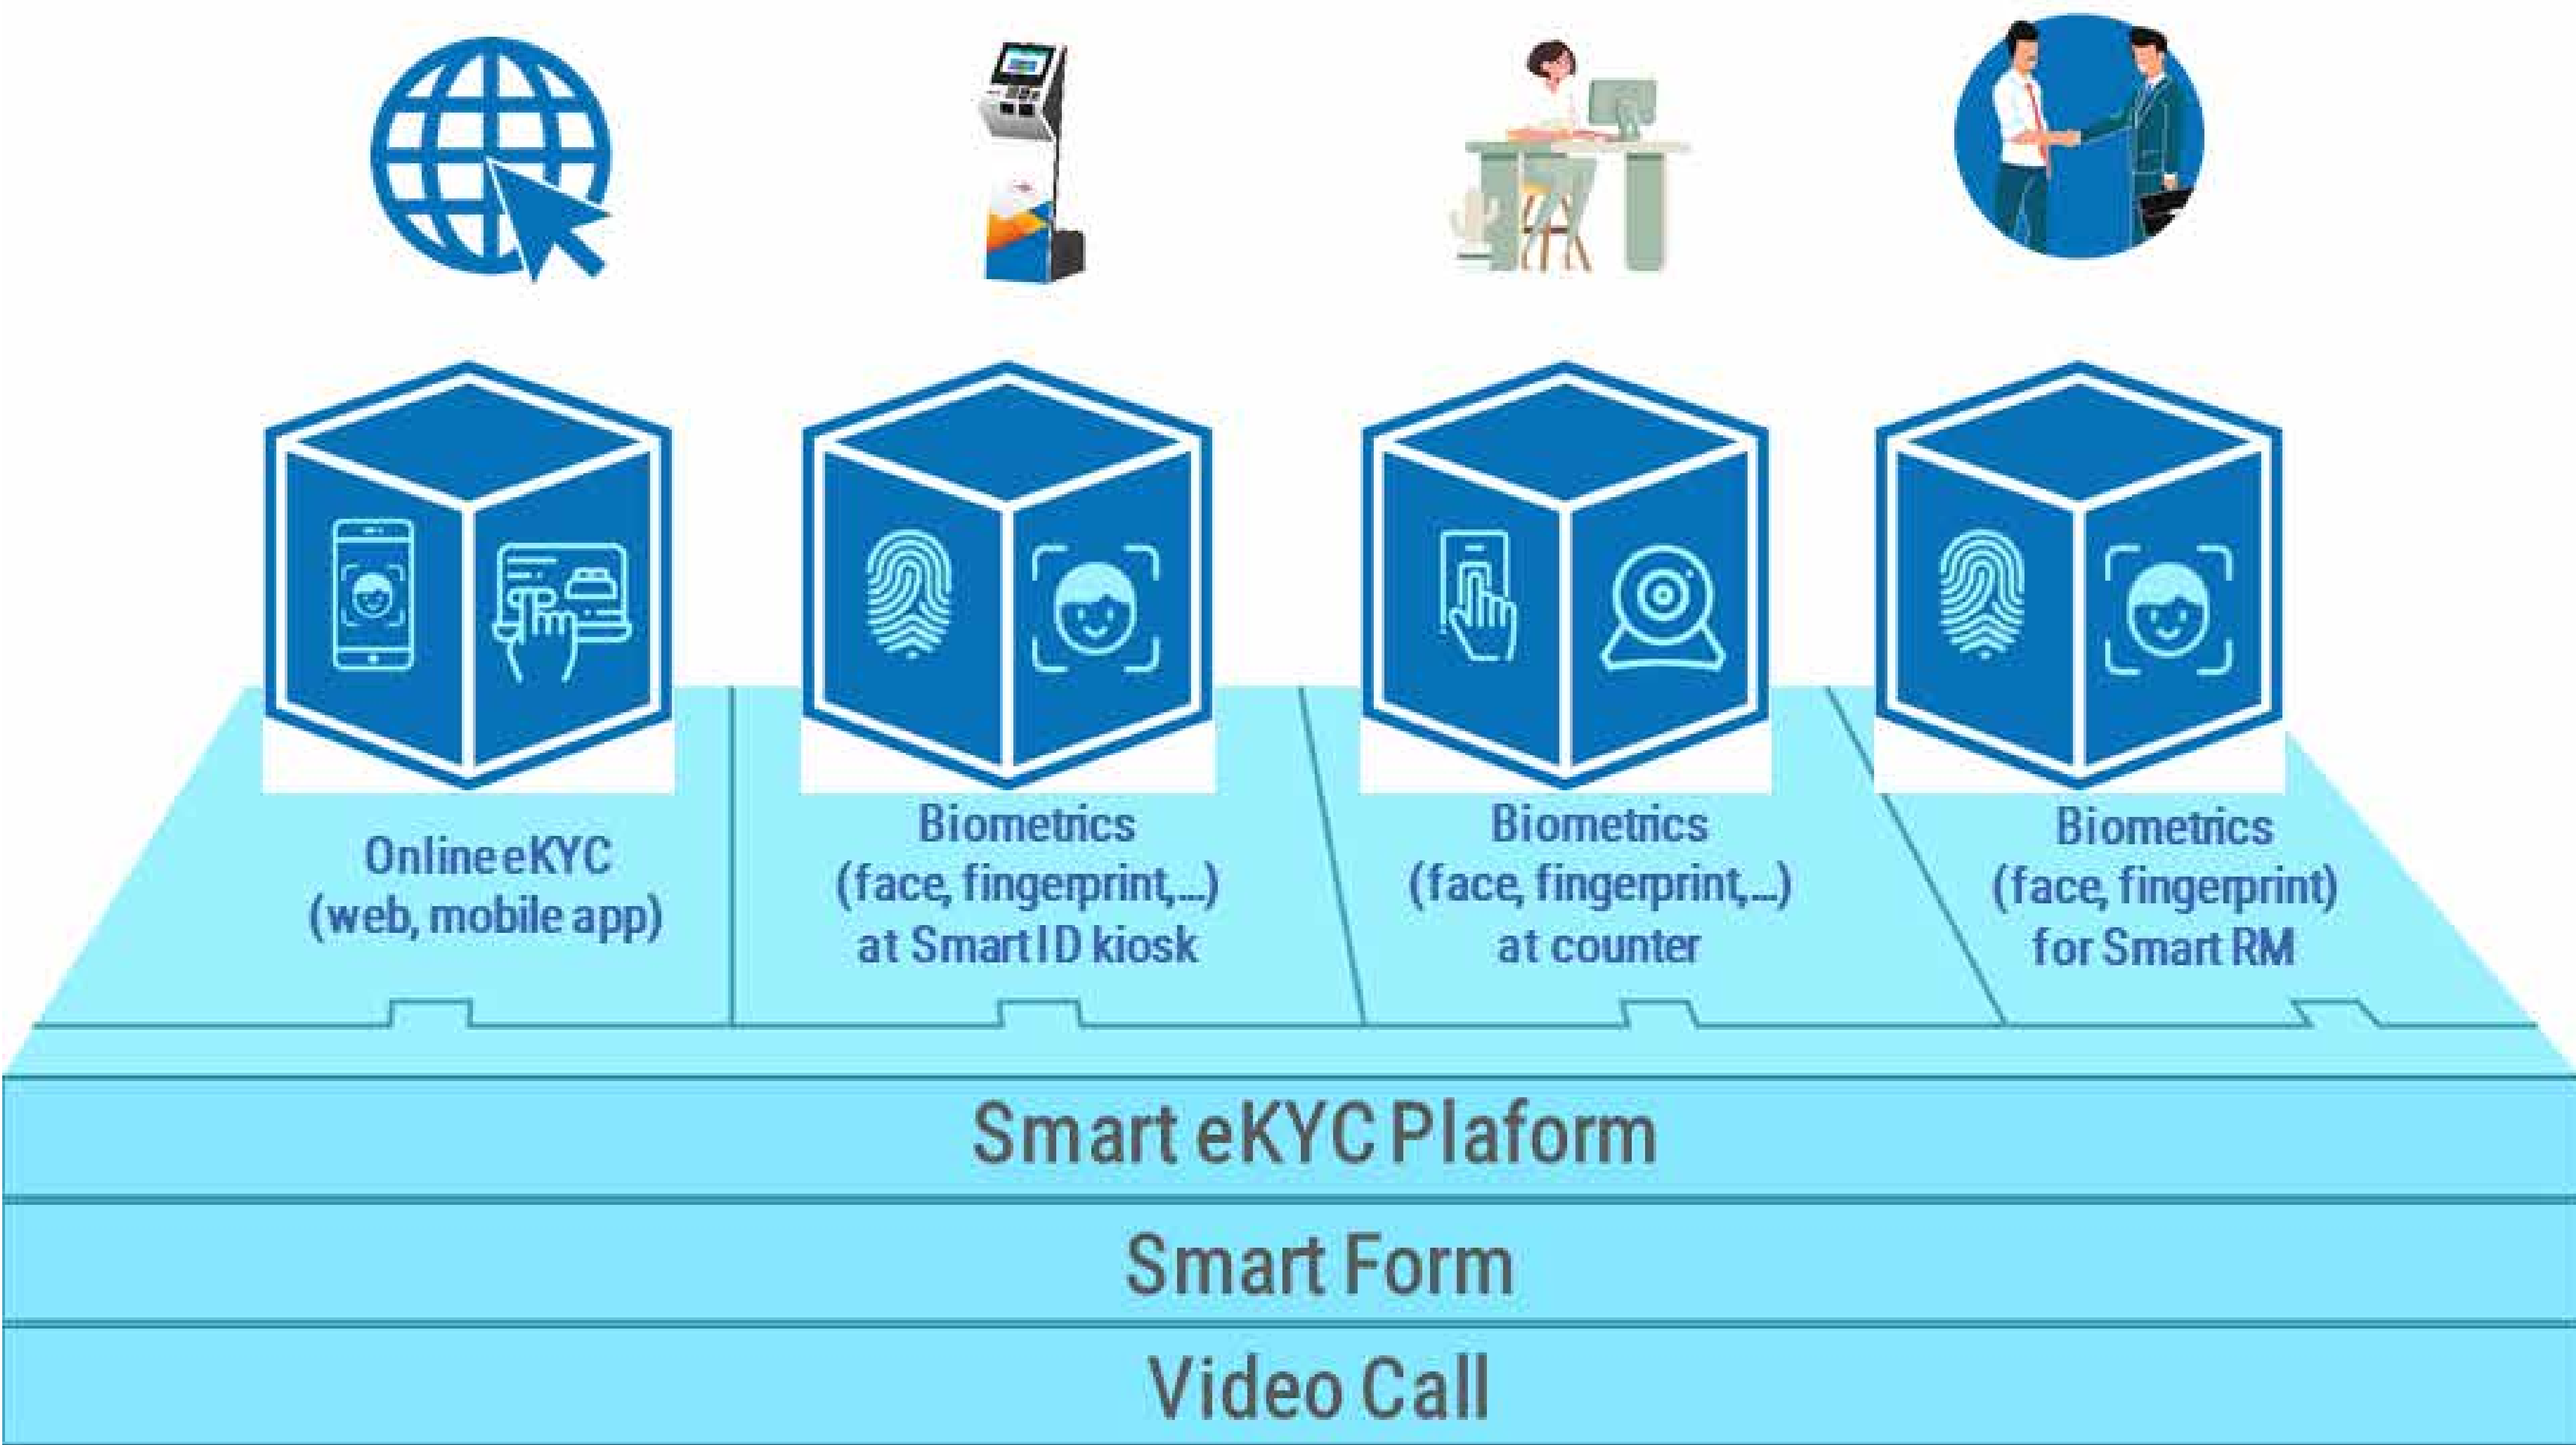 Online eKYC
(web, mobile app)
Biometrics
(face, fingerprint,...)
at Smart ID kiosk
Biometrics
(face, fingerprint,...)
at counter
Biometrics
(face, fingerprint)
for Smart RM
Smart eKYC Plaform
Smart Form
Video Call